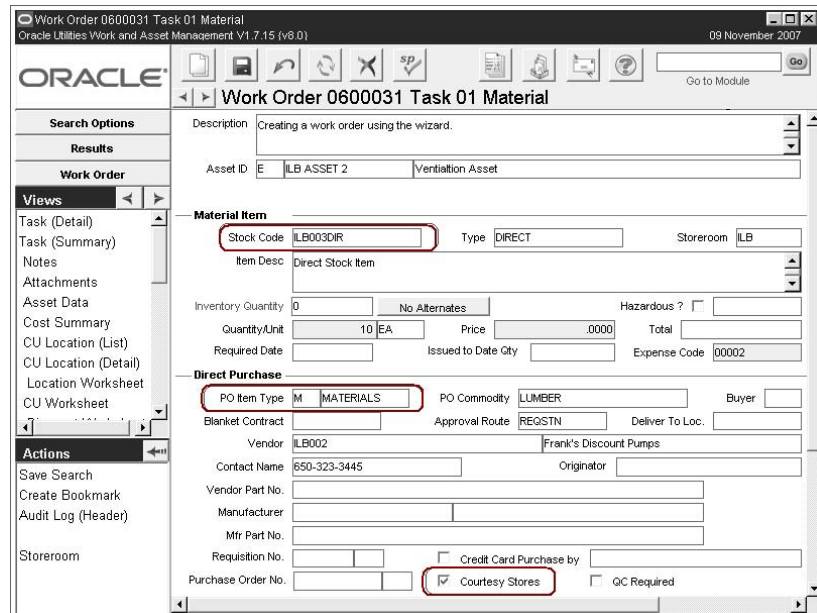 Work Order 0600031 Task 01 Material
Oracle Utilities Work and Asset Management V1.7.15 {v8.0}
09 November 2007
ORACLE
sp
Go
Go to Module
Work Order 0600031 Task 01 Material
Search Options
Results
Work Order
Views
Task (Detail)
Task (Summary)
Notes
Attachments
Asset Data
Cost Summary
CU Location (List)
CU Location (Detail)
Location Worksheet
CU Worksheet
Actions
Save Search
Create Bookmark
Audit Log (Header)
Storeroom
Description Creating a work order using the wizard.
Asset ID E ILB ASSET 2 Ventialtion Asset
Material Item
Stock Code ILB003DIR Type DIRECT Storeroom ILB
Item Desc Direct Stock Item
Inventory Quantity 0 No Alternates Hazardous ?
Quantity/Unit 10 EA Price .0000 Total
Required Date Issued to Date Qty Expense Code 00002
Direct Purchase
PO Item Type M MATERIALS PO Commodity LUMBER Buyer
Blanket Contract Approval Route REQSTN Deliver To Loc.
Vendor ILB002 Frank's Discount Pumps
Contact Name 650-323-3445 Originator
Vendor Part No.
Manufacturer
Mfr Part No.
Requisition No. Credit Card Purchase by
Purchase Order No. Courtesy Stores QC Required